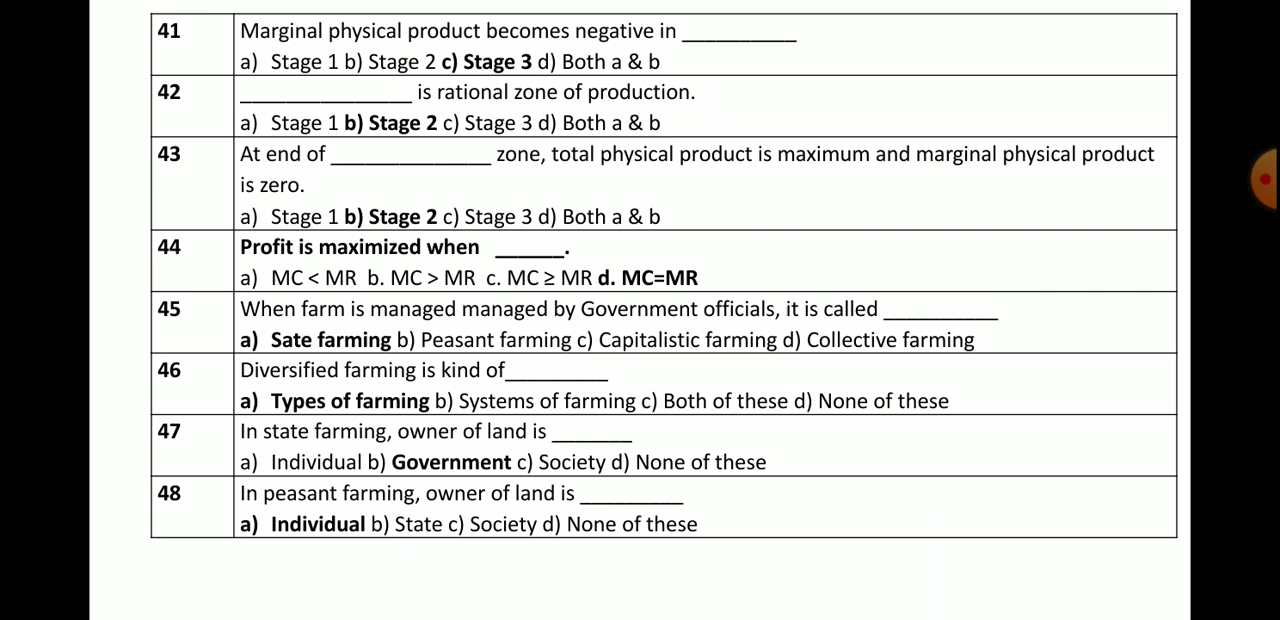 41 Marginal physical product becomes negative in __________
a) Stage 1 b) Stage 2 c) Stage 3 d) Both a & b
42 _______________ is rational zone of production.
a) Stage 1 b) Stage 2 c) Stage 3 d) Both a & b
43 At end of ______________ zone, total physical product is maximum and marginal physical product
is zero.
a) Stage 1 b) Stage 2 c) Stage 3 d) Both a & b
44 Profit is maximized when ______.
a) MC < MR b. MC > MR c. MC ≥ MR d. MC=MR
45 When farm is managed managed by Government officials, it is called __________
a) Sate farming b) Peasant farming c) Capitalistic farming d) Collective farming
46 Diversified farming is kind of_________
a) Types of farming b) Systems of farming c) Both of these d) None of these
47 In state farming, owner of land is _______
a) Individual b) Government c) Society d) None of these
48 In peasant farming, owner of land is _________
a) Individual b) State c) Society d) None of these